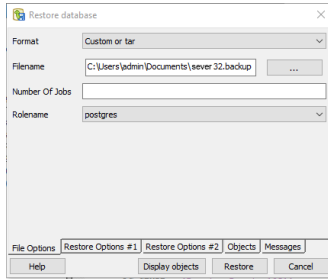 Restore database
Format
Custom or tar
Filename
C:\Users\admin\Documents\sever 32.backup
...
Number Of Jobs
Rolename
postgres
File Options Restore Options #1 Restore Options #2 Objects Messages
Help Display objects Restore Cancel